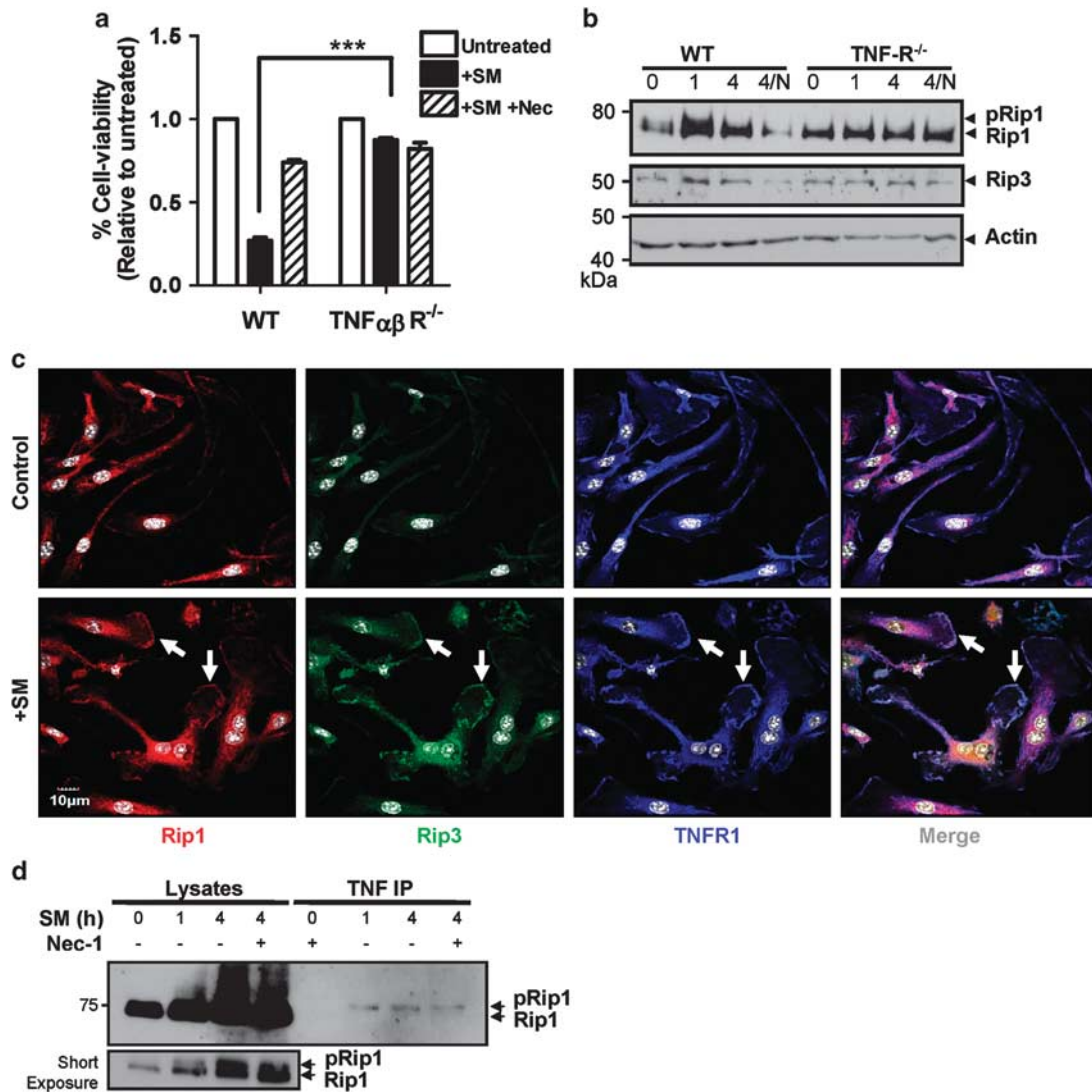 a
% Cell-viability
(Relative to untreated)
1.5
1.0
0.5
0.0
***
Untreated
+SM
+SM +Nec
WT
TNFαβ R-/-
b
WT
TNF-R-/-
0 1 4 4/N 0 1 4 4/N
80
pRip1
Rip1
50
Rip3
50
Actin
40
kDa
c
Control
+SM
10µm
Rip1 Rip3 TNFR1 Merge
d
Lysates TNF IP
SM (h) 0 1 4 4 0 1 4 4
Nec-1 - - - + + - - +
75
pRip1
Rip1
Short
Exposure
pRip1
Rip1